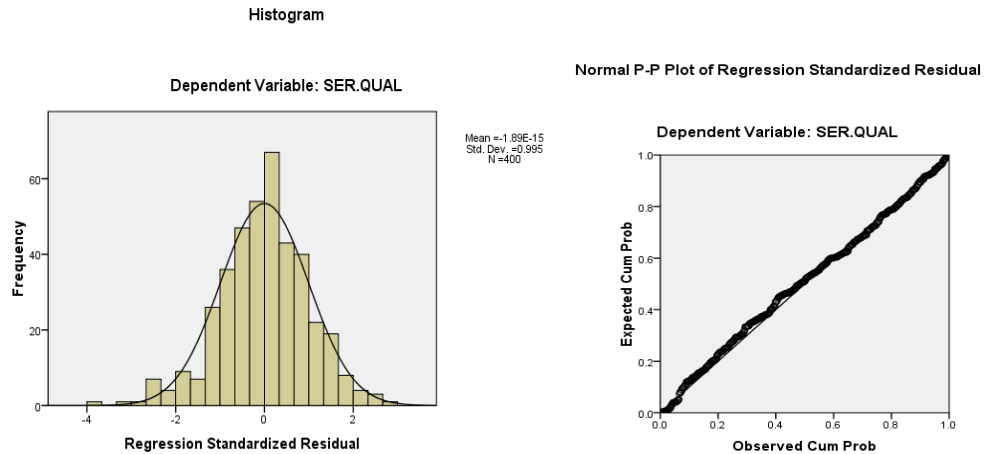 Histogram
Dependent Variable: SER.QUAL
Mean =-1.89E-15
Std. Dev. =0.995
N =400
Frequency
60
40
20
0
-4
-2
0
2
Regression Standardized Residual
Normal P-P Plot of Regression Standardized Residual
Dependent Variable: SER.QUAL
Expected Cum Prob
1.0
0.8
0.6
0.4
0.2
0.0
0.0
0.2
0.4
0.6
0.8
1.0
Observed Cum Prob